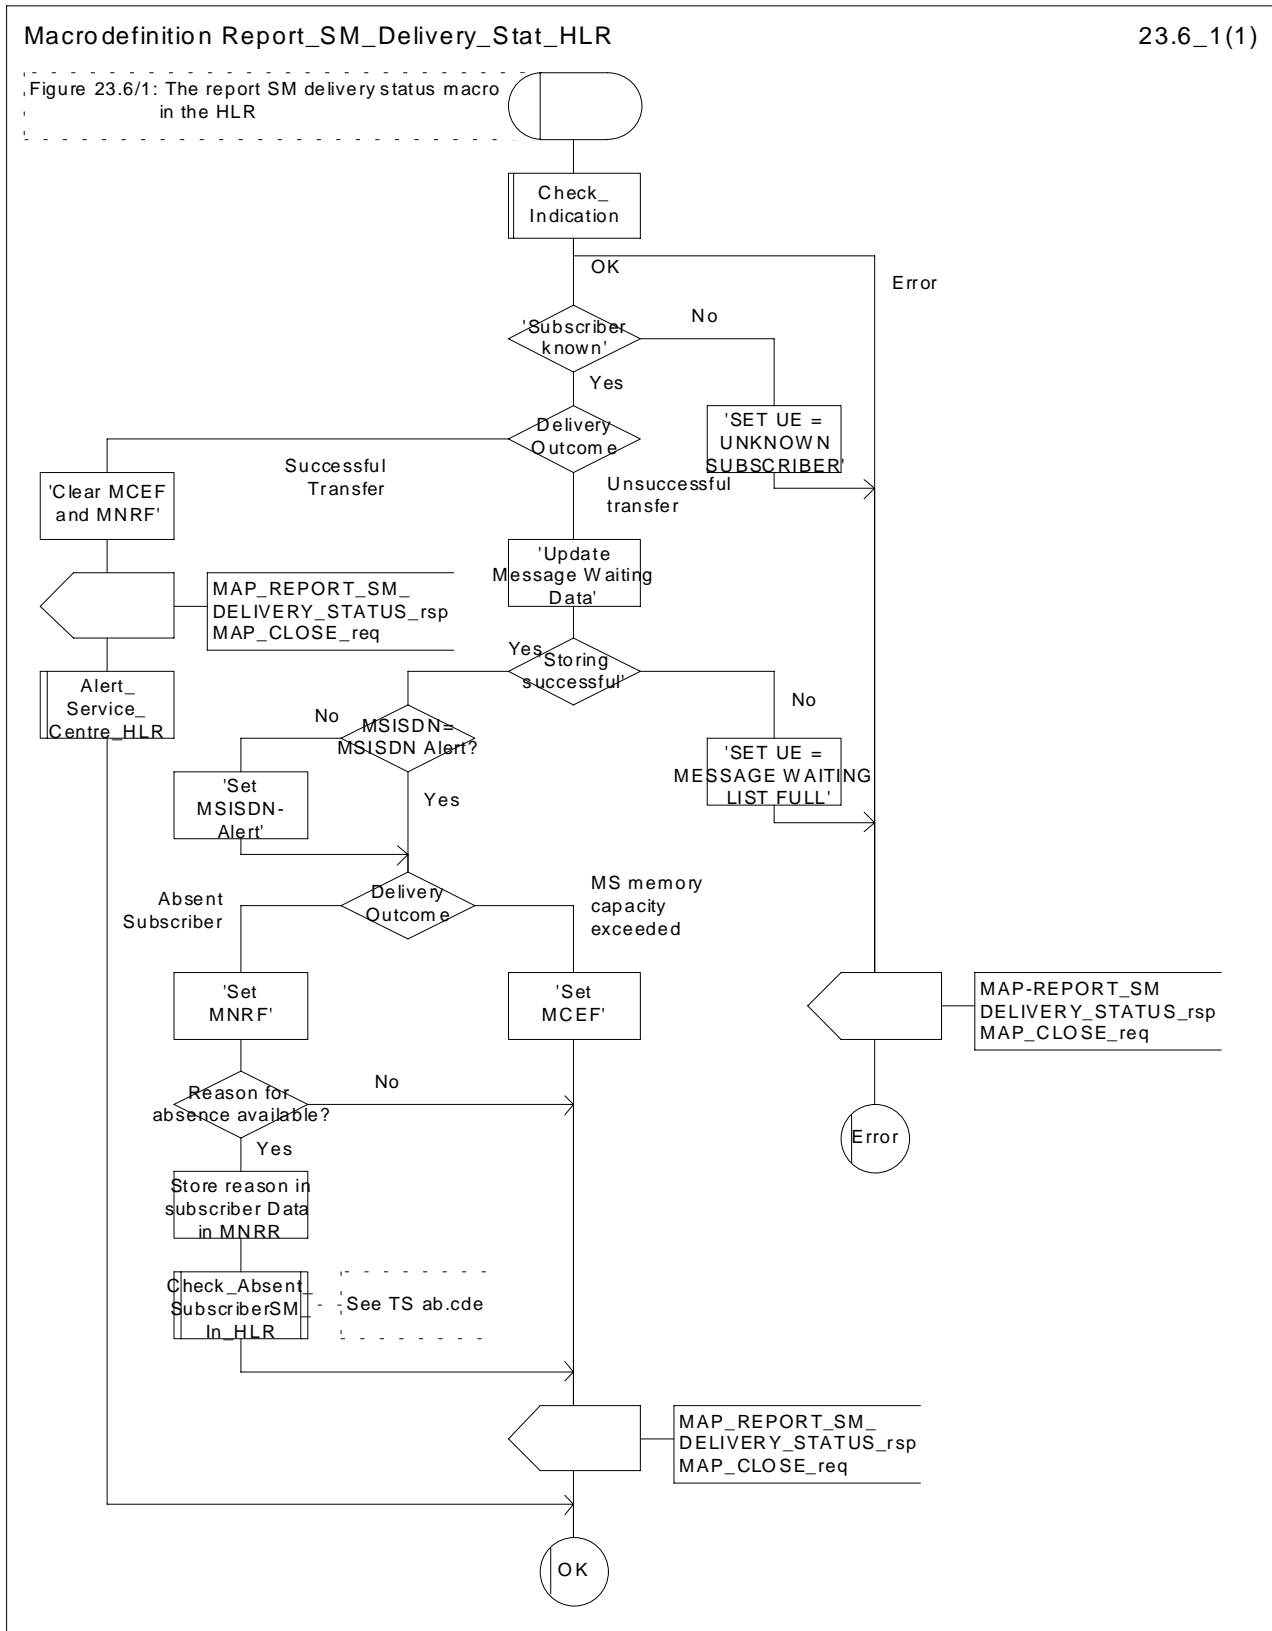 Macrodefinition Report_SM_Delivery_Stat_HLR
23.6_1(1)
Figure 23.6/1: The report SM delivery status macro
in the HLR
Check_
Indication
OK
Error
'Subscriber
known'
No
Yes
Delivery
Outcome
'SET UE =
UNKNOWN
SUBSCRIBER'
Successful
Transfer
Unsuccessful
transfer
'Clear MCEF
and MNRF'
'Update
Message Waiting
Data'
MAP_REPORT_SM_
DELIVERY_STATUS_rsp
MAP_CLOSE_req
Yes
'Storing
successful'
No
Alert_
Service_
Centre_HLR
No
MSISDN=
MSISDN Alert?
'SET UE =
MESSAGE WAITING
LIST FULL'
'Set
MSISDN-
Alert'
Yes
Absent
Subscriber
Delivery
Outcome
MS memory
capacity
exceeded
'Set
MNRF'
'Set
MCEF'
MAP-REPORT_SM
DELIVERY_STATUS_rsp
MAP_CLOSE_req
Reason for
absence available?
No
Yes
Error
Store reason in
subscriber Data
in MNRR
Check_Absent_
SubscriberSM_
In_HLR
See TS ab.cde
MAP_REPORT_SM_
DELIVERY_STATUS_rsp
MAP_CLOSE_req
OK